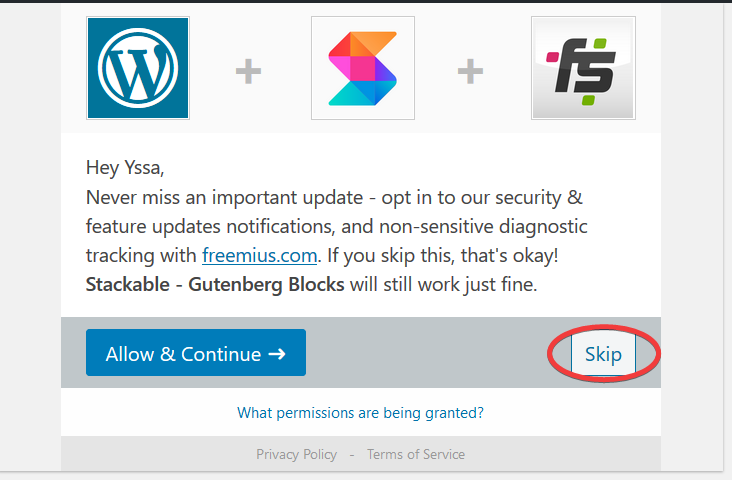 fs
Hey Yssa,
Never miss an important update - opt in to our security &
feature updates notifications, and non-sensitive diagnostic
tracking with freemius.com. If you skip this, that's okay!
Stackable - Gutenberg Blocks will still work just fine.
Allow & Continue ➔
Skip
What permissions are being granted?
Privacy Policy - Terms of Service